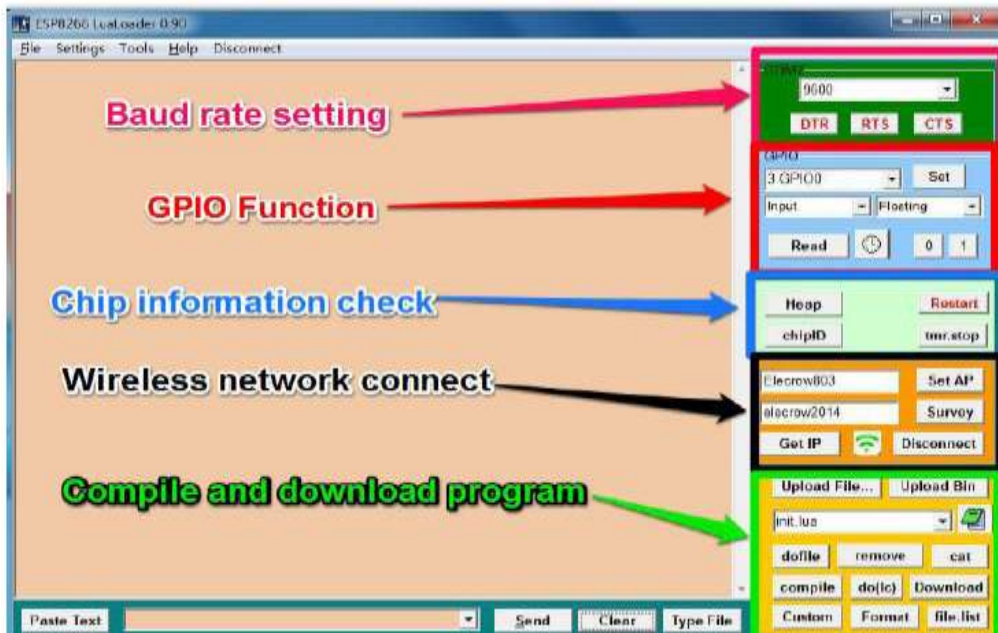 ESP8266 LuaLoader 0.90
File Settings Tools Help Disconnect
Baud rate setting
9600
DTR RTS CTS
GPIO Function
GPIO
3 GPIO0 Set
Input Floating
Read 0 1
Chip information check
Heap Restart
chipID tmr.stop
Wireless network connect
Elecrow803 Set AP
elecrow2014 Survey
Get IP Disconnect
Compile and download program
Upload File... Upload Bin
init.lua
dofile remove cat
compile do(lc) Download
Custom Format file.list
Paste Text Send Clear Type File